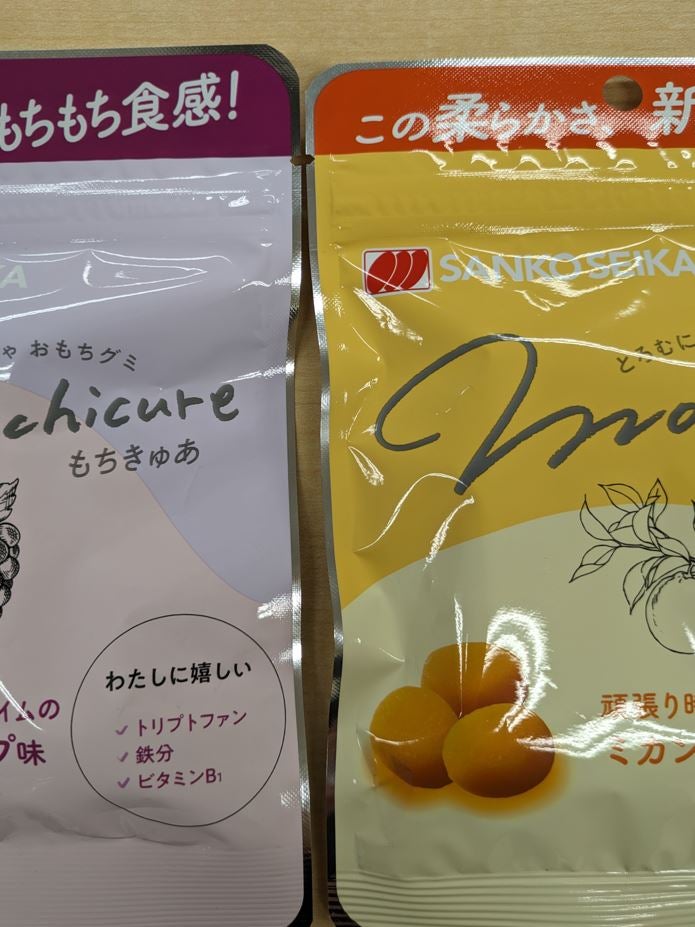 もちもち食感!
A
ゃ おもちグミ
chicure
もちきゅあ
わたしに嬉しい
イムの
プ味
✓ トリプトファン
✓ 鉄分
✓ ビタミンB1
この柔らかさ、新
SANKO SEIKA
とろむに
mo
頑張り時
ミカン